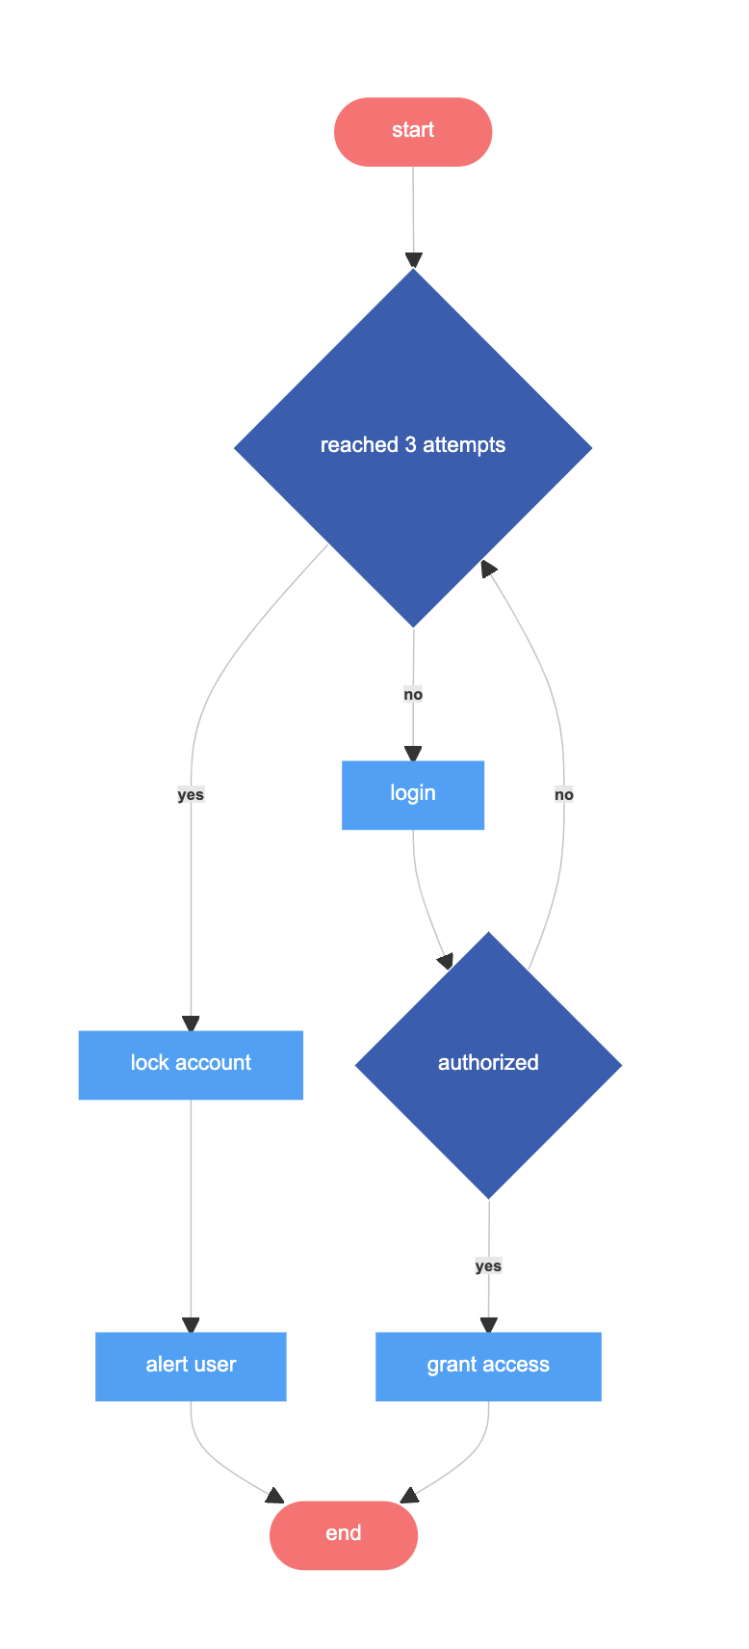 start
reached 3 attempts
no
login
yes
no
lock account
authorized
yes
alert user
grant access
end